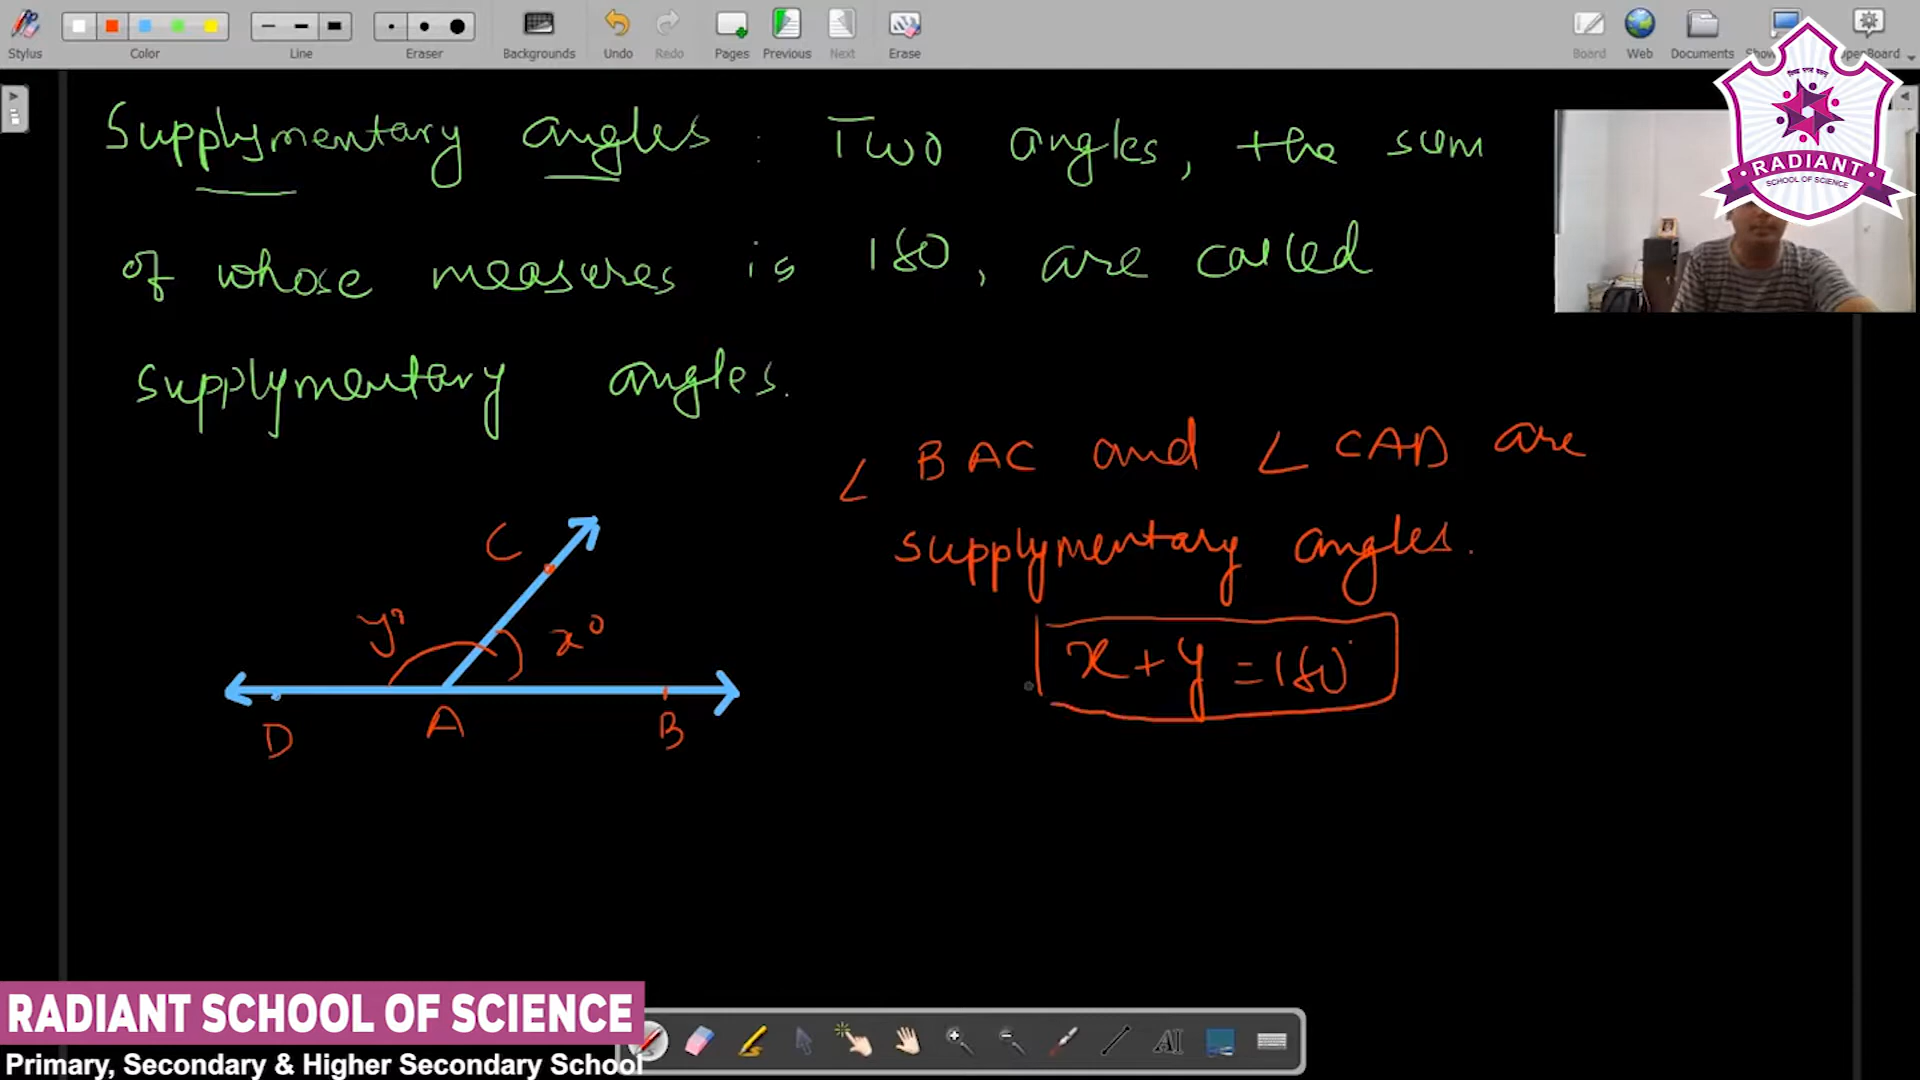 Stylus
Color
Line
Eraser
Backgrounds
Undo
Redo
Pages
Previous
Next
Erase
Board
Web
Documents
RADIANT
SCHOOL OF SCIENCE
Supplymentary angles : Two angles, the sum
of whose measures is 180, are called
supplymentary angles.
∠ BAC and ∠ CAD are
supplymentary angles.
x + y = 180
C
y°
x°
D
A
B
RADIANT SCHOOL OF SCIENCE
Primary, Secondary & Higher Secondary School
AI